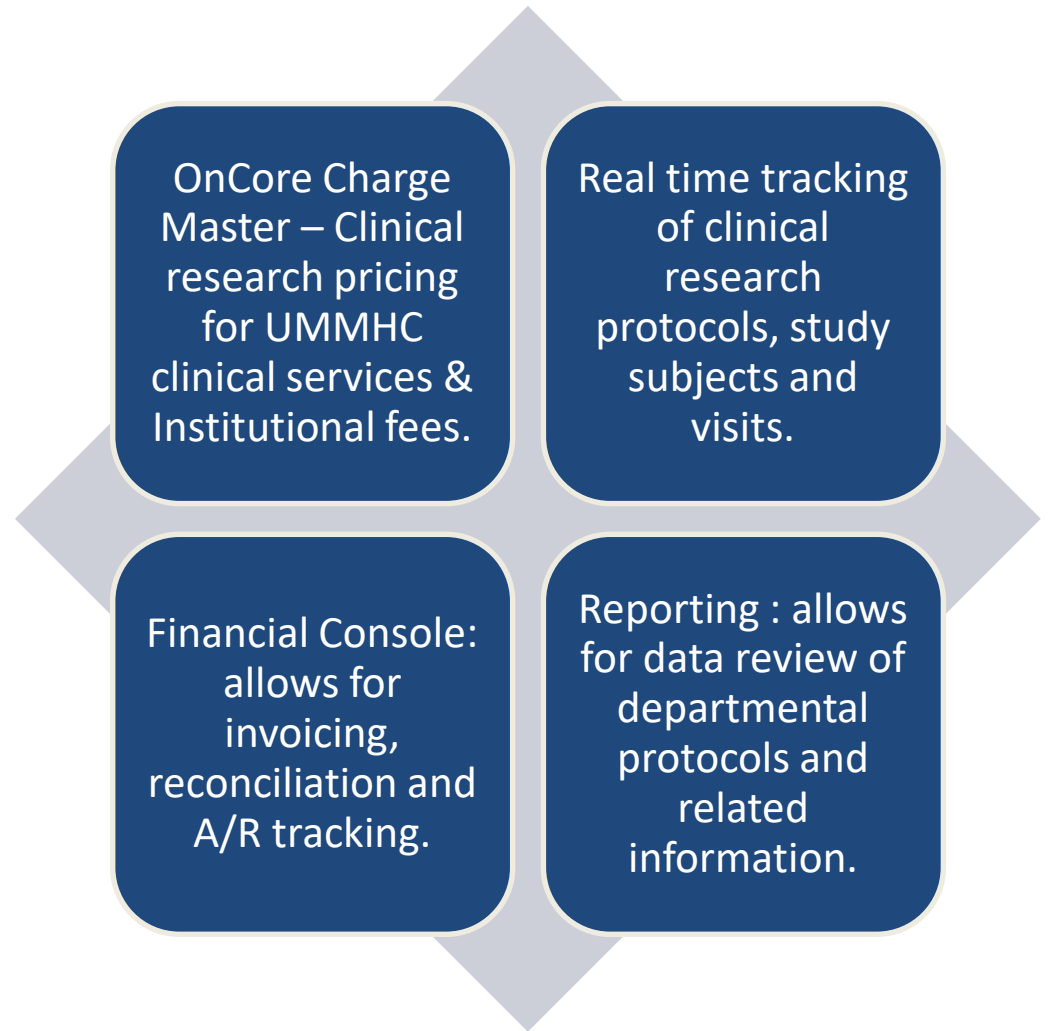 OnCore Charge
Master – Clinical
research pricing
for UMMHC
clinical services &
Institutional fees.
Real time tracking
of clinical
research
protocols, study
subjects and
visits.
Financial Console:
allows for
invoicing,
reconciliation and
A/R tracking.
Reporting : allows
for data review of
departmental
protocols and
related
information.